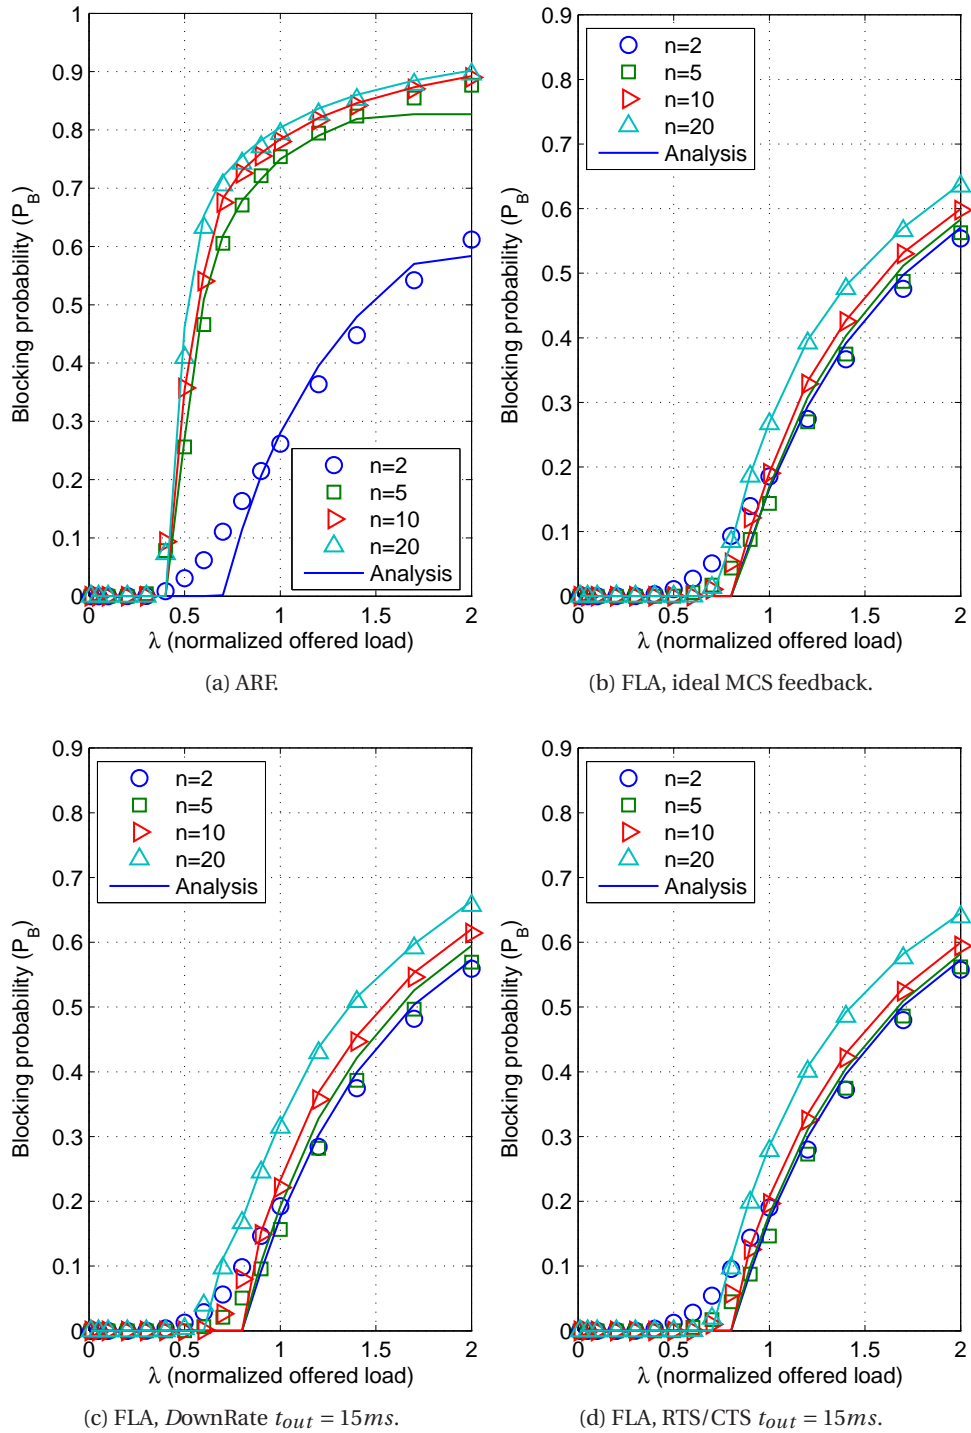 1
0.9
0.8
0.7
0.6
0.5
0.4
0.3
0.2
0.1
0
Blocking probability (P_B)
n=2
n=5
n=10
n=20
Analysis
0 0.5 1 1.5 2
λ (normalized offered load)
(a) ARF.
0.9
0.8
0.7
0.6
0.5
0.4
0.3
0.2
0.1
0
Blocking probability (P_B)
n=2
n=5
n=10
n=20
Analysis
0 0.5 1 1.5 2
λ (normalized offered load)
(b) FLA, ideal MCS feedback.
0.9
0.8
0.7
0.6
0.5
0.4
0.3
0.2
0.1
0
Blocking probability (P_B)
n=2
n=5
n=10
n=20
Analysis
0 0.5 1 1.5 2
λ (normalized offered load)
(c) FLA, DownRate t_out = 15ms.
0.9
0.8
0.7
0.6
0.5
0.4
0.3
0.2
0.1
0
Blocking probability (P_B)
n=2
n=5
n=10
n=20
Analysis
0 0.5 1 1.5 2
λ (normalized offered load)
(d) FLA, RTS/CTS t_out = 15ms.